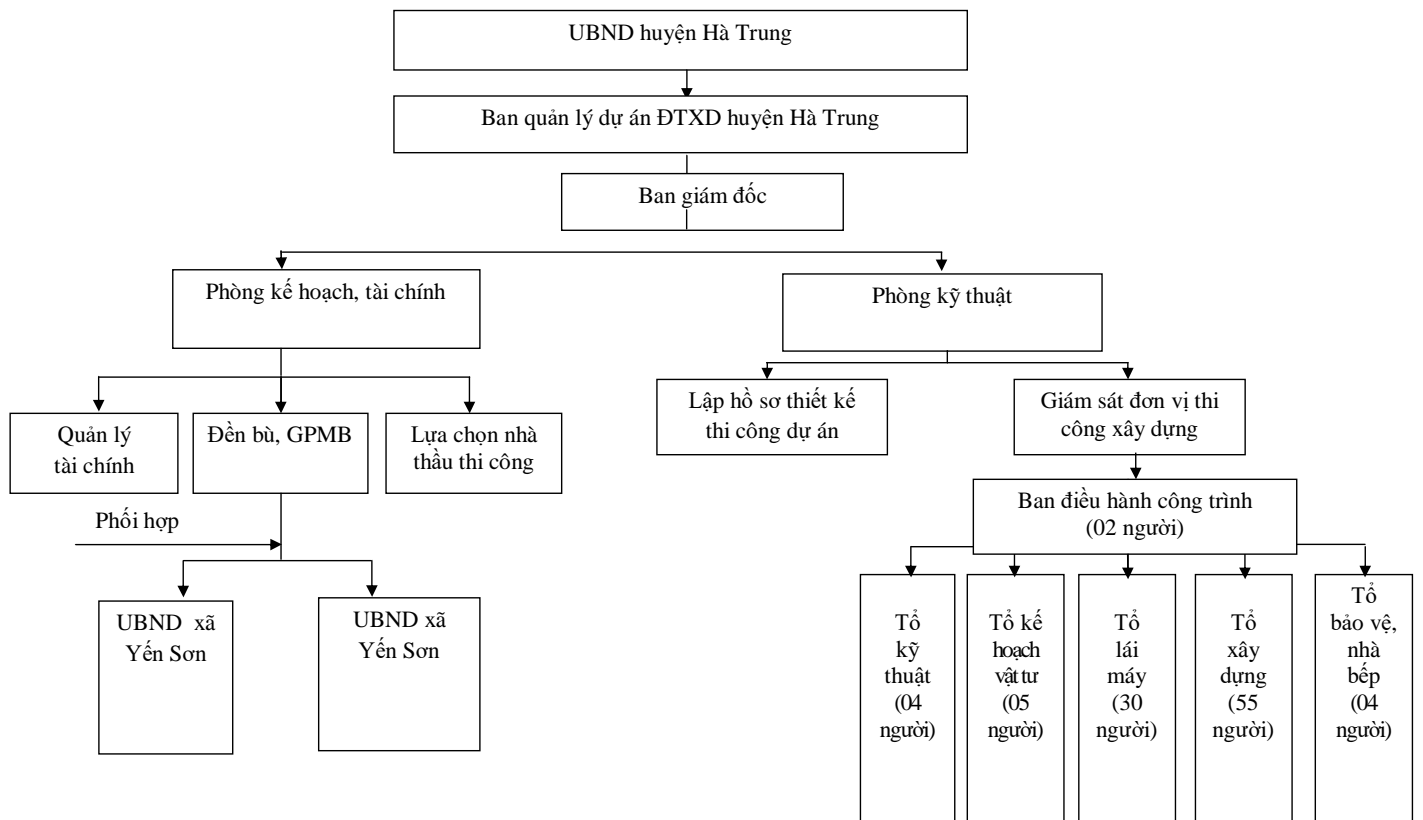 UBND huyện Hà Trung
Ban quản lý dự án ĐTXD huyện Hà Trung
Ban giám đốc
Phòng kế hoạch, tài chính
Phòng kỹ thuật
Quản lý
tài chính
Đền bù, GPMB
Lựa chọn nhà
thầu thi công
Lập hồ sơ thiết kế
thi công dự án
Giám sát đơn vị thi
công xây dựng
Phối hợp
Ban điều hành công trình
(02 người)
UBND xã
Yến Sơn
UBND xã
Yến Sơn
Tổ
kỹ
thuật
(04
người)
Tổ kế
hoạch
vật tư
(05
người)
Tổ
lái
máy
(30
người)
Tổ
xây
dựng
(55
người)
Tổ
bảo vệ,
nhà
bếp
(04
người)